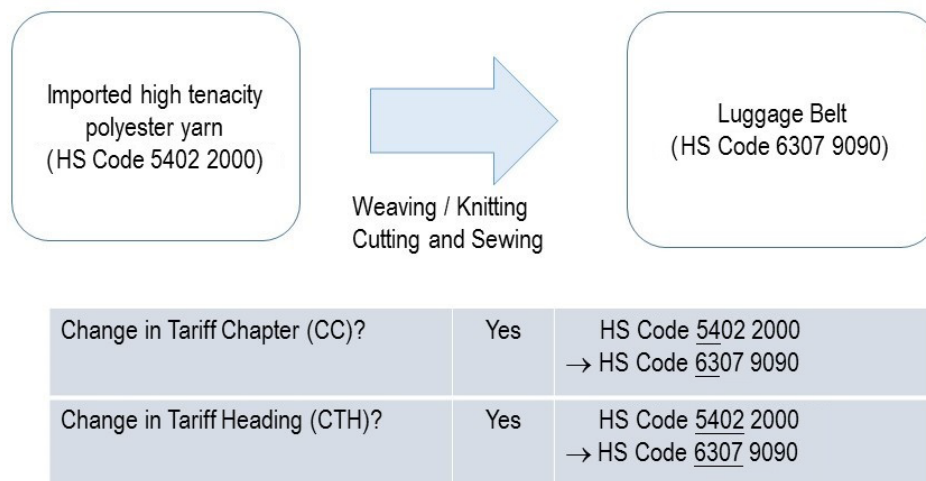 Imported high tenacity
polyester yarn
(HS Code 5402 2000)
Luggage Belt
(HS Code 6307 9090)
Weaving / Knitting
Cutting and Sewing
Change in Tariff Chapter (CC)? Yes HS Code 5402 2000
→ HS Code 6307 9090
Change in Tariff Heading (CTH)? Yes HS Code 5402 2000
→ HS Code 6307 9090